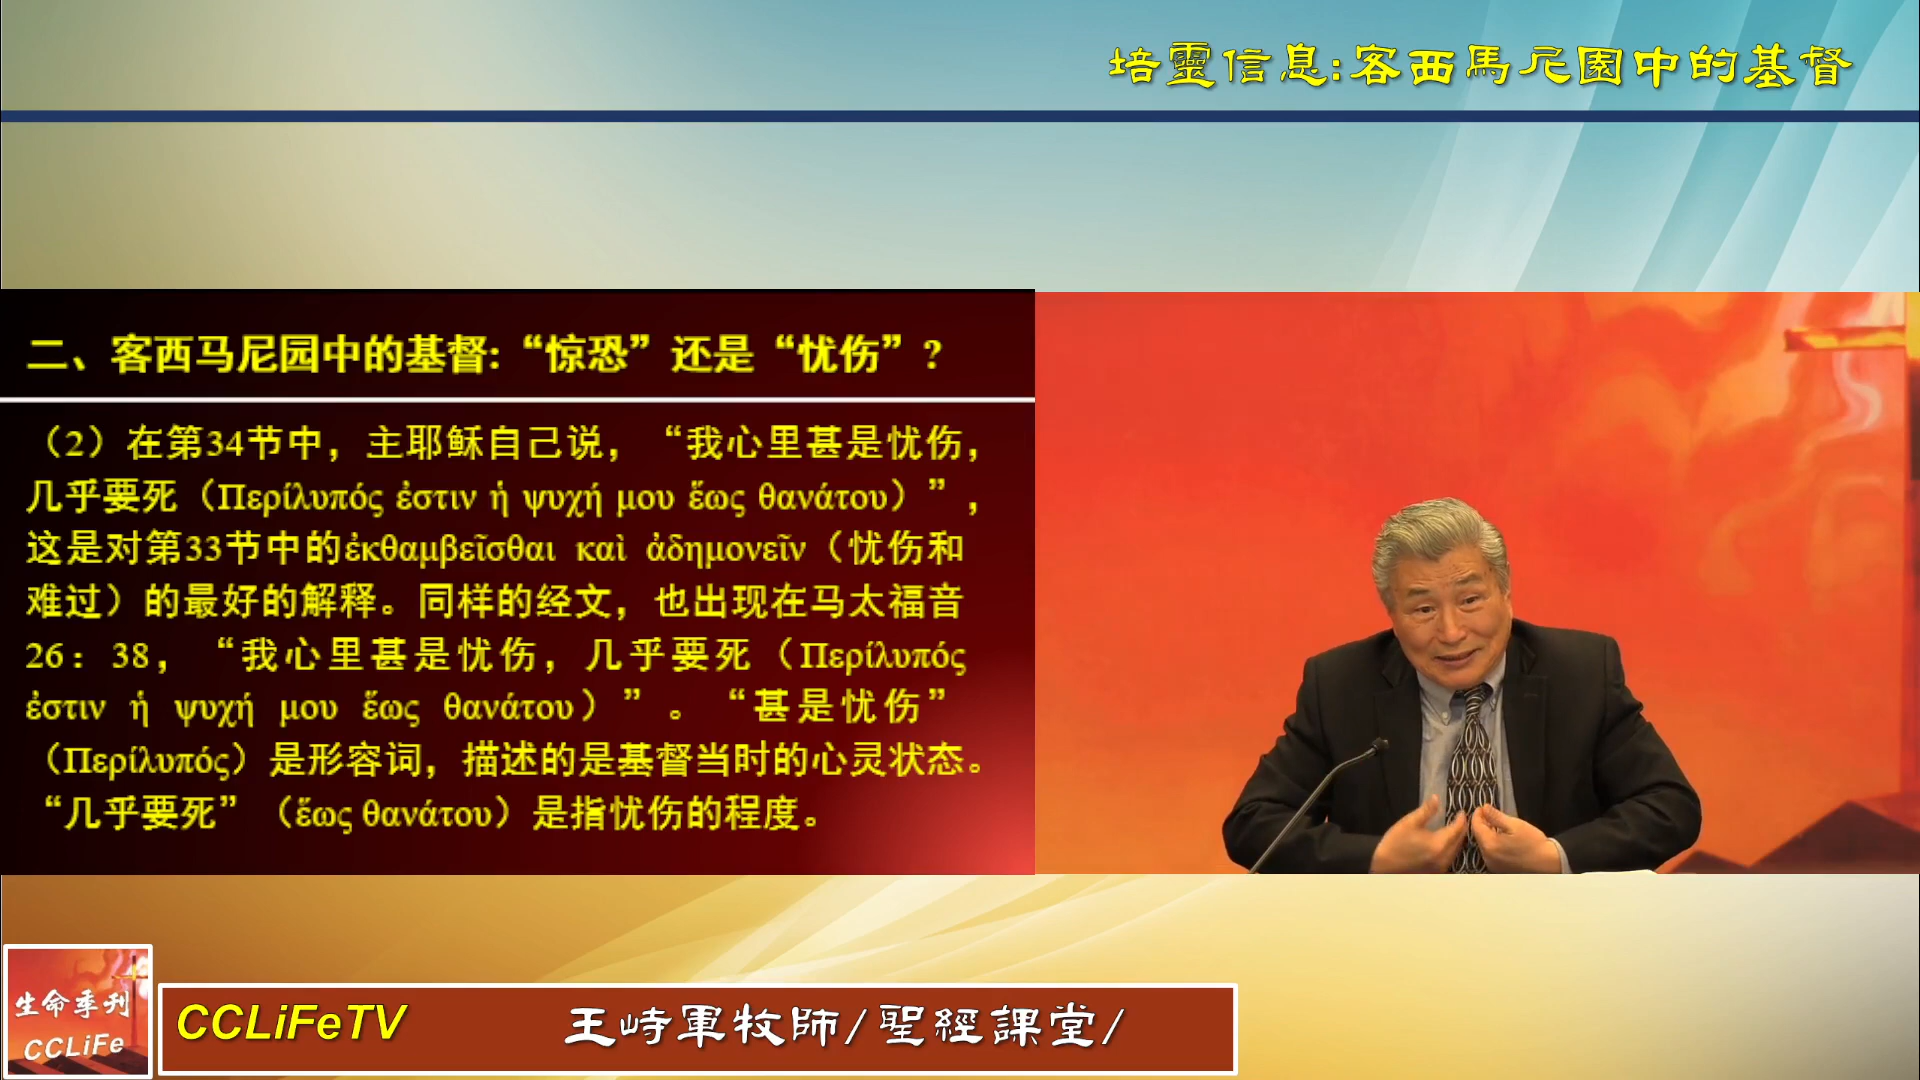 培靈信息:客西馬尼園中的基督
二、客西马尼园中的基督:“惊恐”还是“忧伤”?
（2）在第34节中，主耶稣自己说，“我心里甚是忧伤，
几乎要死（Περίλυπός ἐστιν ἡ ψυχή μου ἕως θανάτου）”，
这是对第33节中的ἐκθαμβεῖσθαι καὶ ἀδημονεῖν（忧伤和
难过）的最好的解释。同样的经文，也出现在马太福音
26：38，“我心里甚是忧伤，几乎要死（Περίλυπός
ἐστιν ἡ ψυχή μου ἕως θανάτου）”。“甚是忧伤”
（Περίλυπός）是形容词，描述的是基督当时的心灵状态。
“几乎要死”（ἕως θανάτου）是指忧伤的程度。
生命季刊
CCLiFe
CCLiFeTV 王峙軍牧師/聖經課堂/